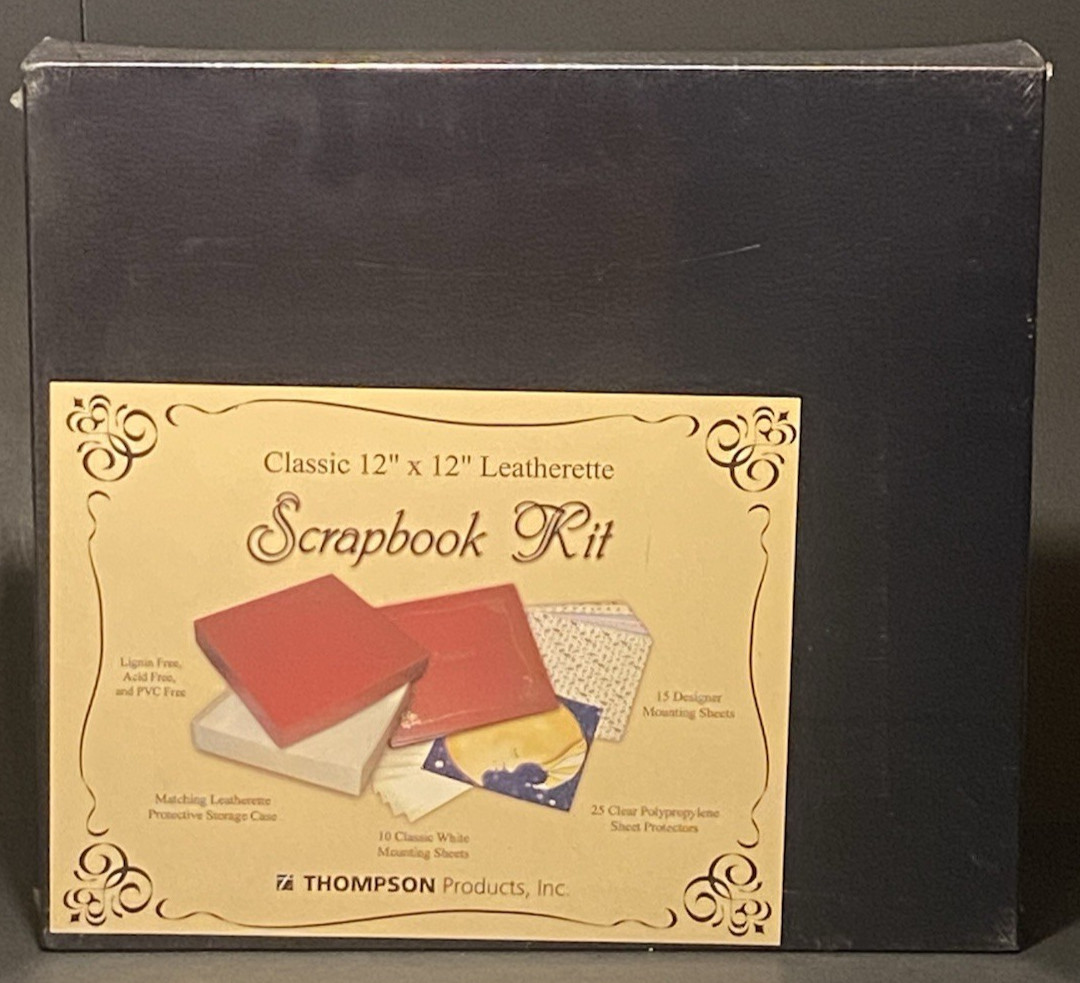 Classic 12" x 12" Leatherette
Scrapbook Kit
Lignin Free,
Acid Free,
and PVC Free
15 Designer
Mounting Sheets
Matching Leatherette
Protective Storage Case
25 Clear Polypropylene
Sheet Protectors
10 Classic White
Mounting Sheets
THOMPSON Products, Inc.